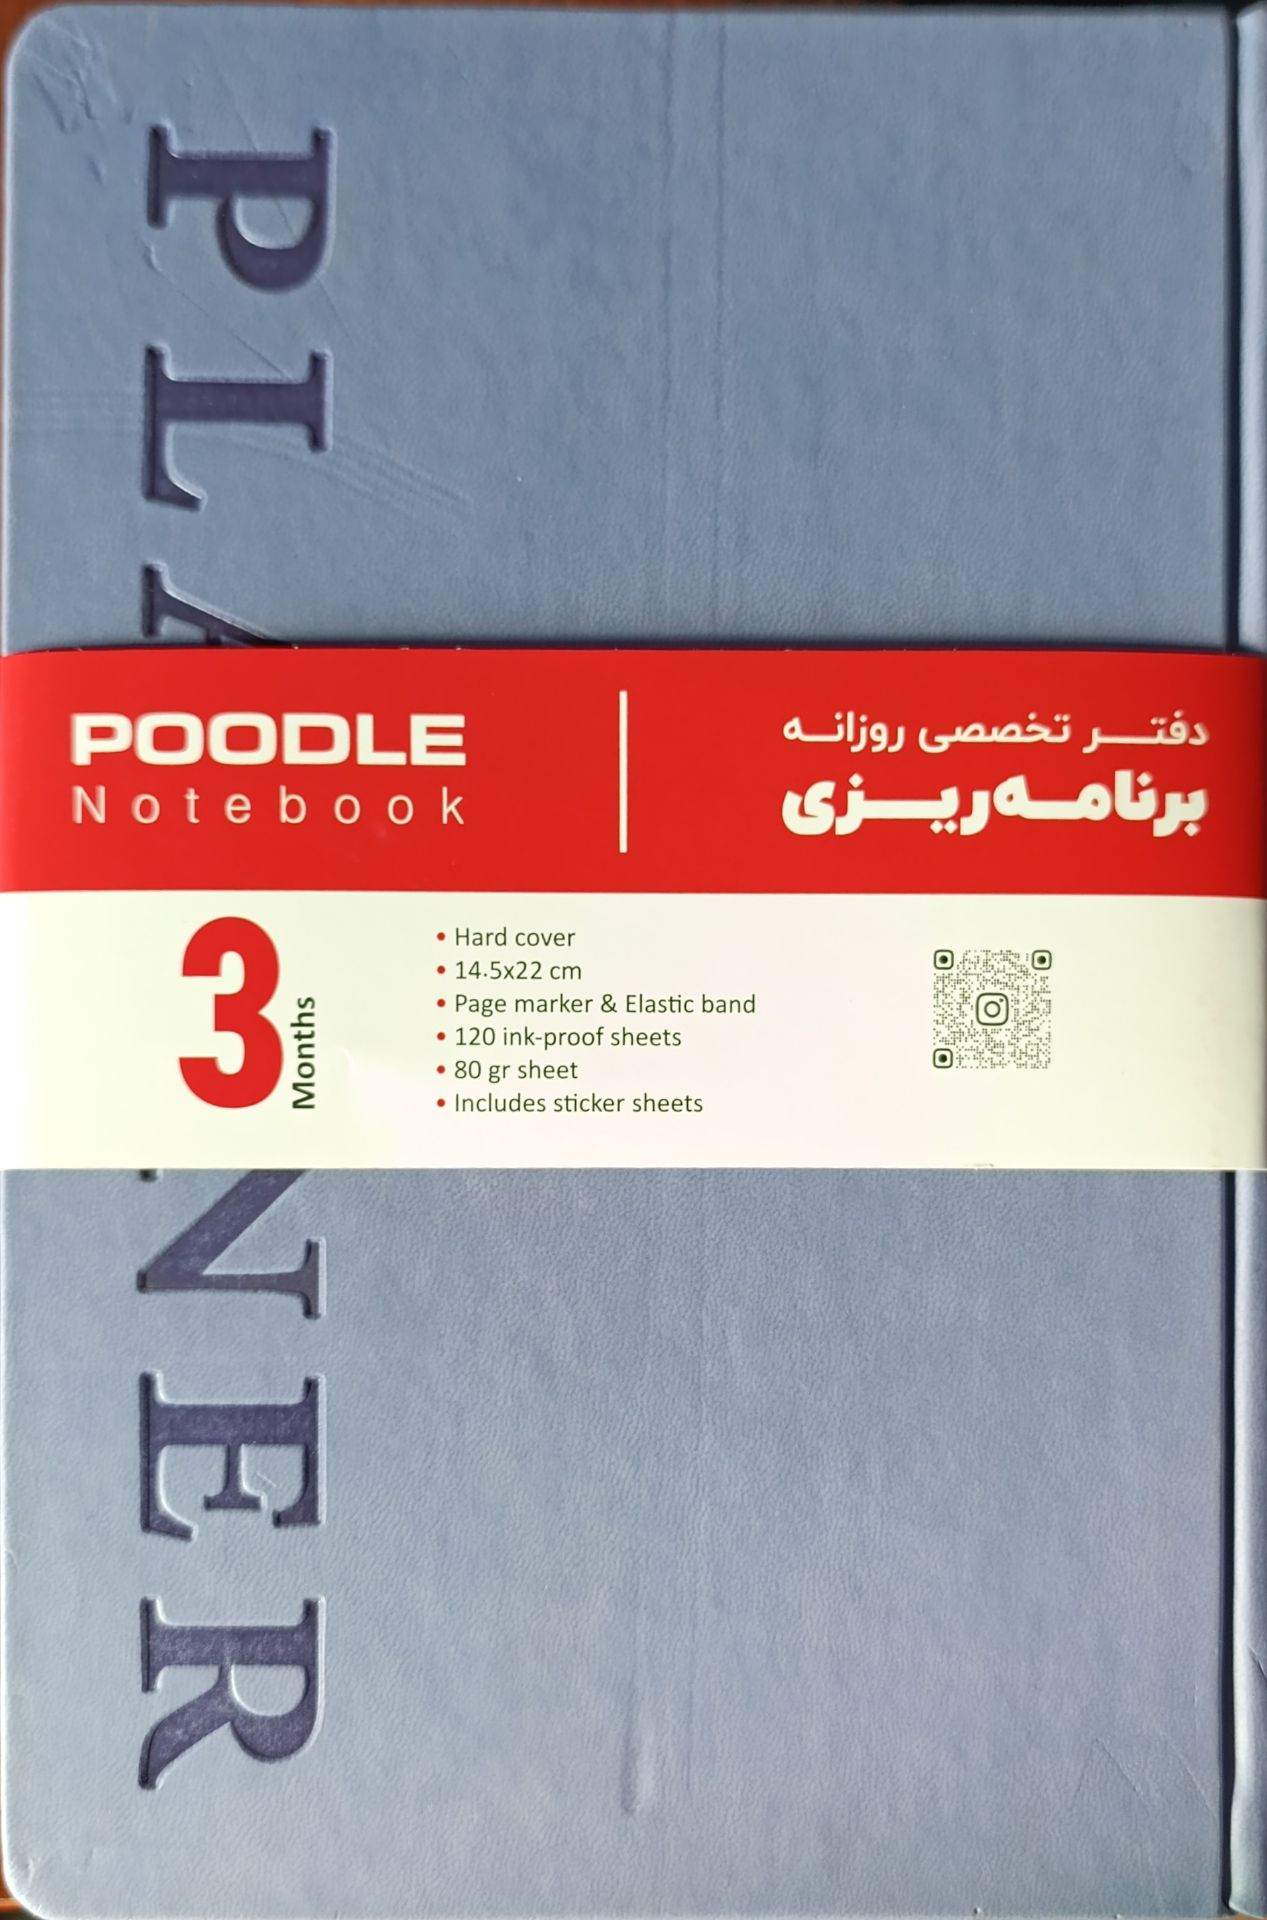 PLA
NER
POODLE
Notebook
دفتر تخصصی روزانه
برنامه‌ریزی
3
Months
• Hard cover
• 14.5x22 cm
• Page marker & Elastic band
• 120 ink-proof sheets
• 80 gr sheet
• Includes sticker sheets